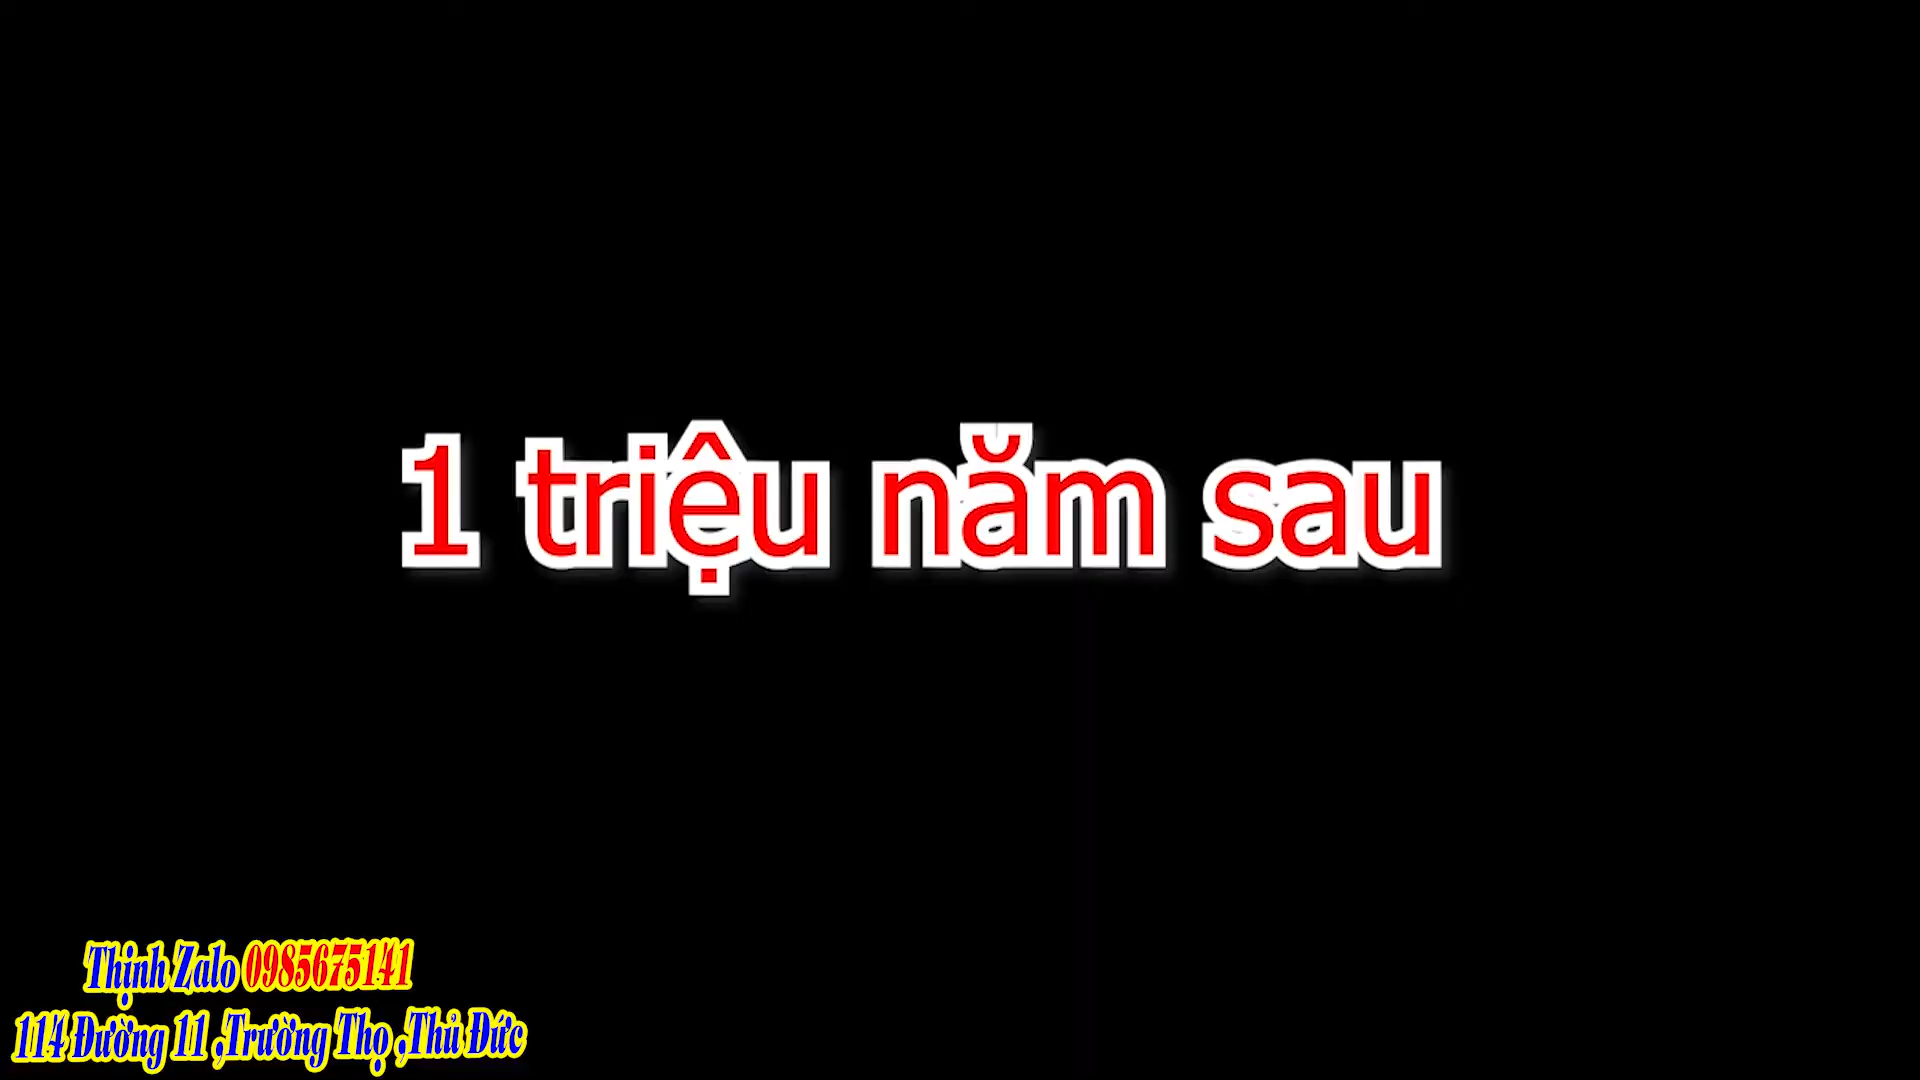 1 triệu năm sau
Thịnh Zalo 0985675141
114 Đường 11 ,Trường Thọ ,Thủ Đức